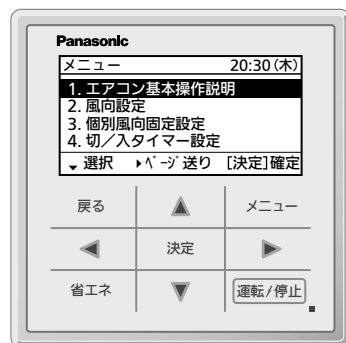 Panasonic
メニュー 20:30(木)
1. エアコン基本操作説明
2. 風向設定
3. 個別風向固定設定
4. 切／入タイマー設定
選択 ﾍﾟｰｼﾞ送り [決定]確定
戻る メニュー
決定
省エネ 運転/停止